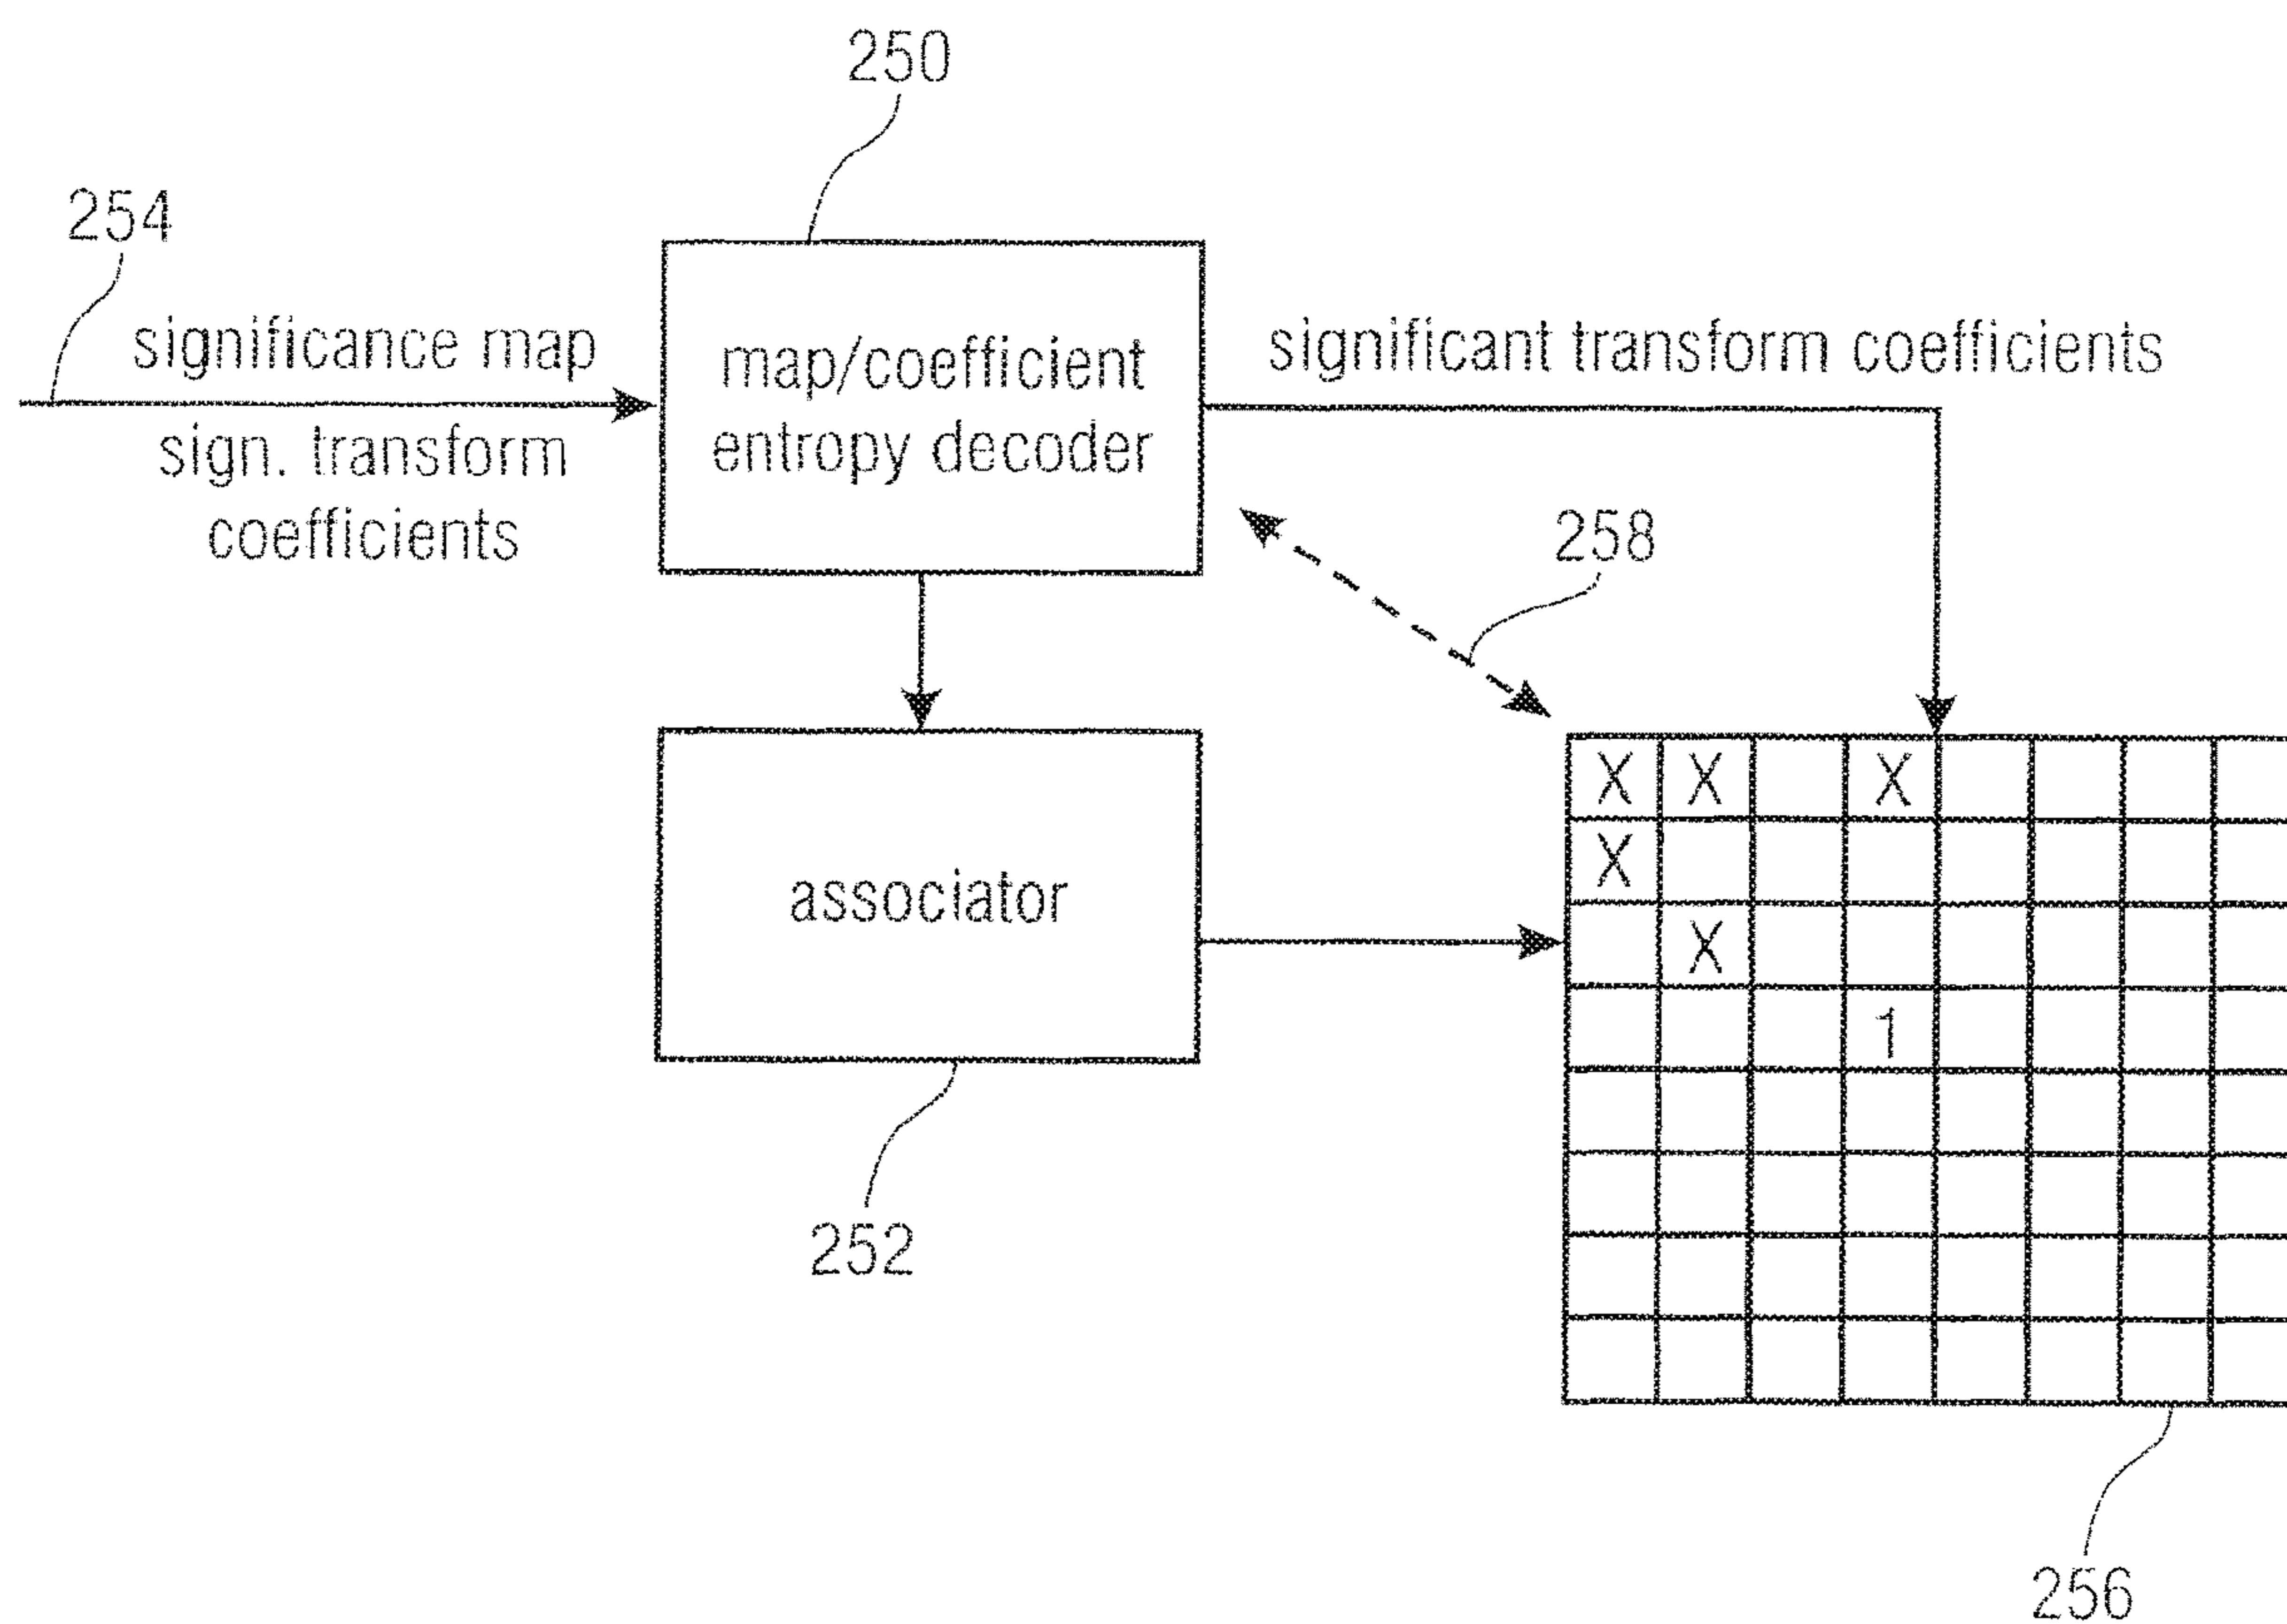 250
254
significance map
sign. transform
coefficients
map/coefficient
entropy decoder
significant transform coefficients
258
associator
X X X
X
X
1
252
256